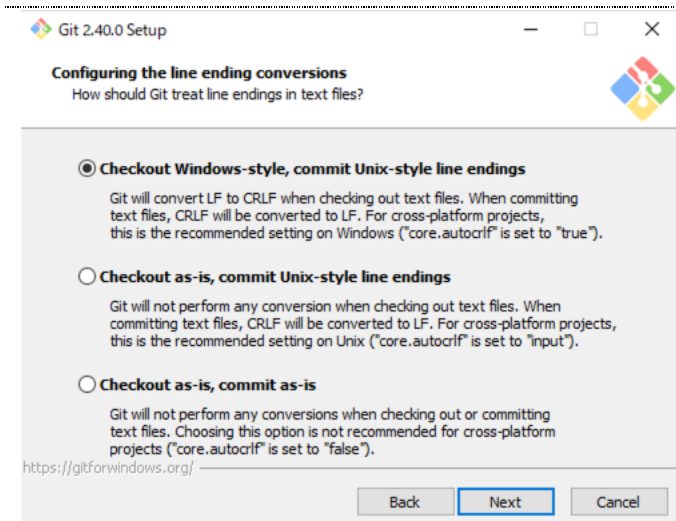 Git 2.40.0 Setup
Configuring the line ending conversions
How should Git treat line endings in text files?
Checkout Windows-style, commit Unix-style line endings
Git will convert LF to CRLF when checking out text files. When committing
text files, CRLF will be converted to LF. For cross-platform projects,
this is the recommended setting on Windows ("core.autocrlf" is set to "true").
Checkout as-is, commit Unix-style line endings
Git will not perform any conversion when checking out text files. When
committing text files, CRLF will be converted to LF. For cross-platform projects,
this is the recommended setting on Unix ("core.autocrlf" is set to "input").
Checkout as-is, commit as-is
Git will not perform any conversions when checking out or committing
text files. Choosing this option is not recommended for cross-platform
projects ("core.autocrlf" is set to "false").
https://gitforwindows.org/
Back Next Cancel